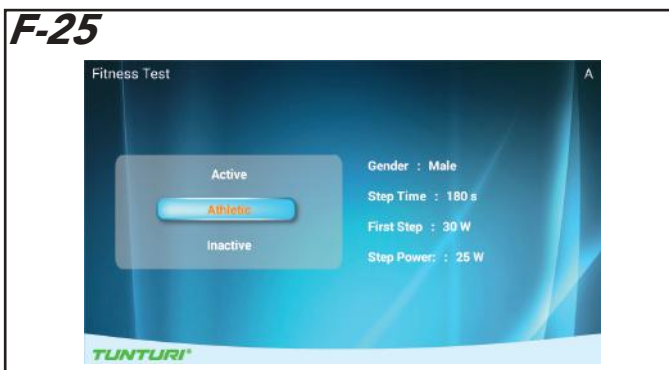 F-25
Fitness Test
A
Active
Athletic
Inactive
Gender : Male
Step Time : 180 s
First Step : 30 W
Step Power: : 25 W
TUNTURI®